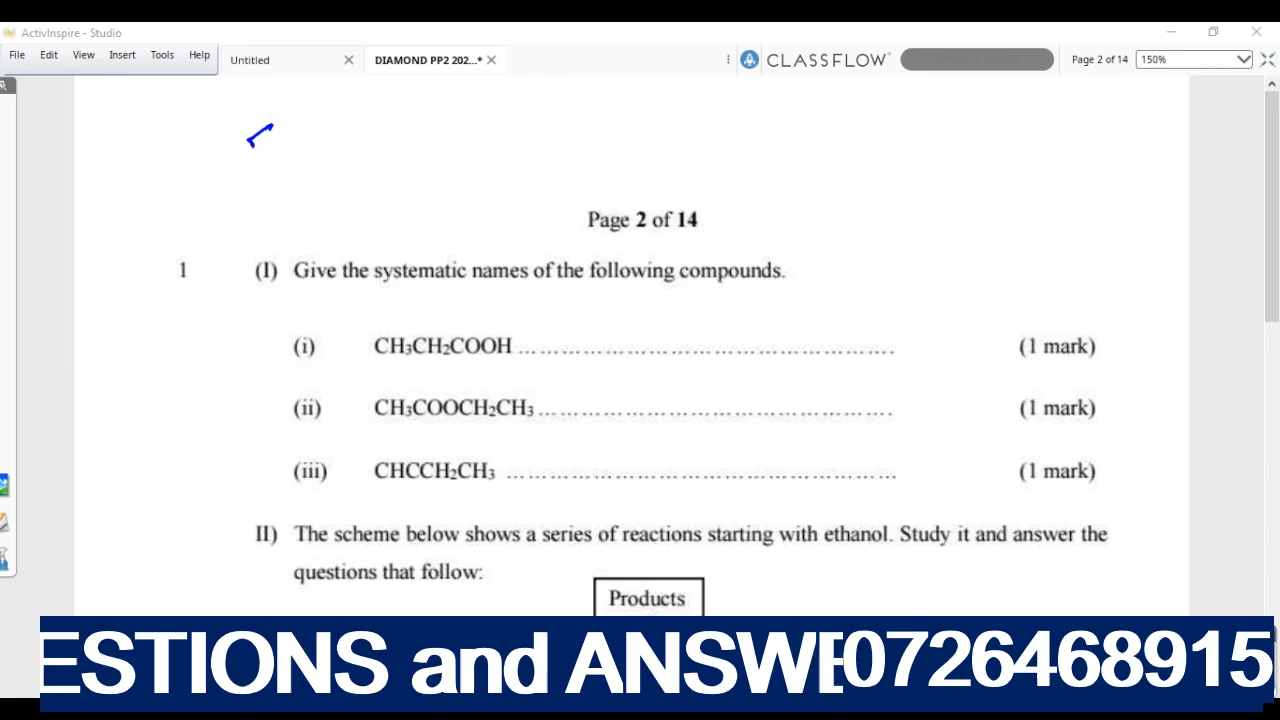 ActivInspire - Studio
File Edit View Insert Tools Help Untitled DIAMOND PP2 202...* CLASSFLOW Page 2 of 14 150%
Page 2 of 14
1 (I) Give the systematic names of the following compounds.
(i) CH₃CH₂COOH ........................................ (1 mark)
(ii) CH₃COOCH₂CH₃ ........................................ (1 mark)
(iii) CHCCH₂CH₃ ........................................ (1 mark)
II) The scheme below shows a series of reactions starting with ethanol. Study it and answer the
questions that follow:
Products
ESTIONS and ANSWE 0726468915